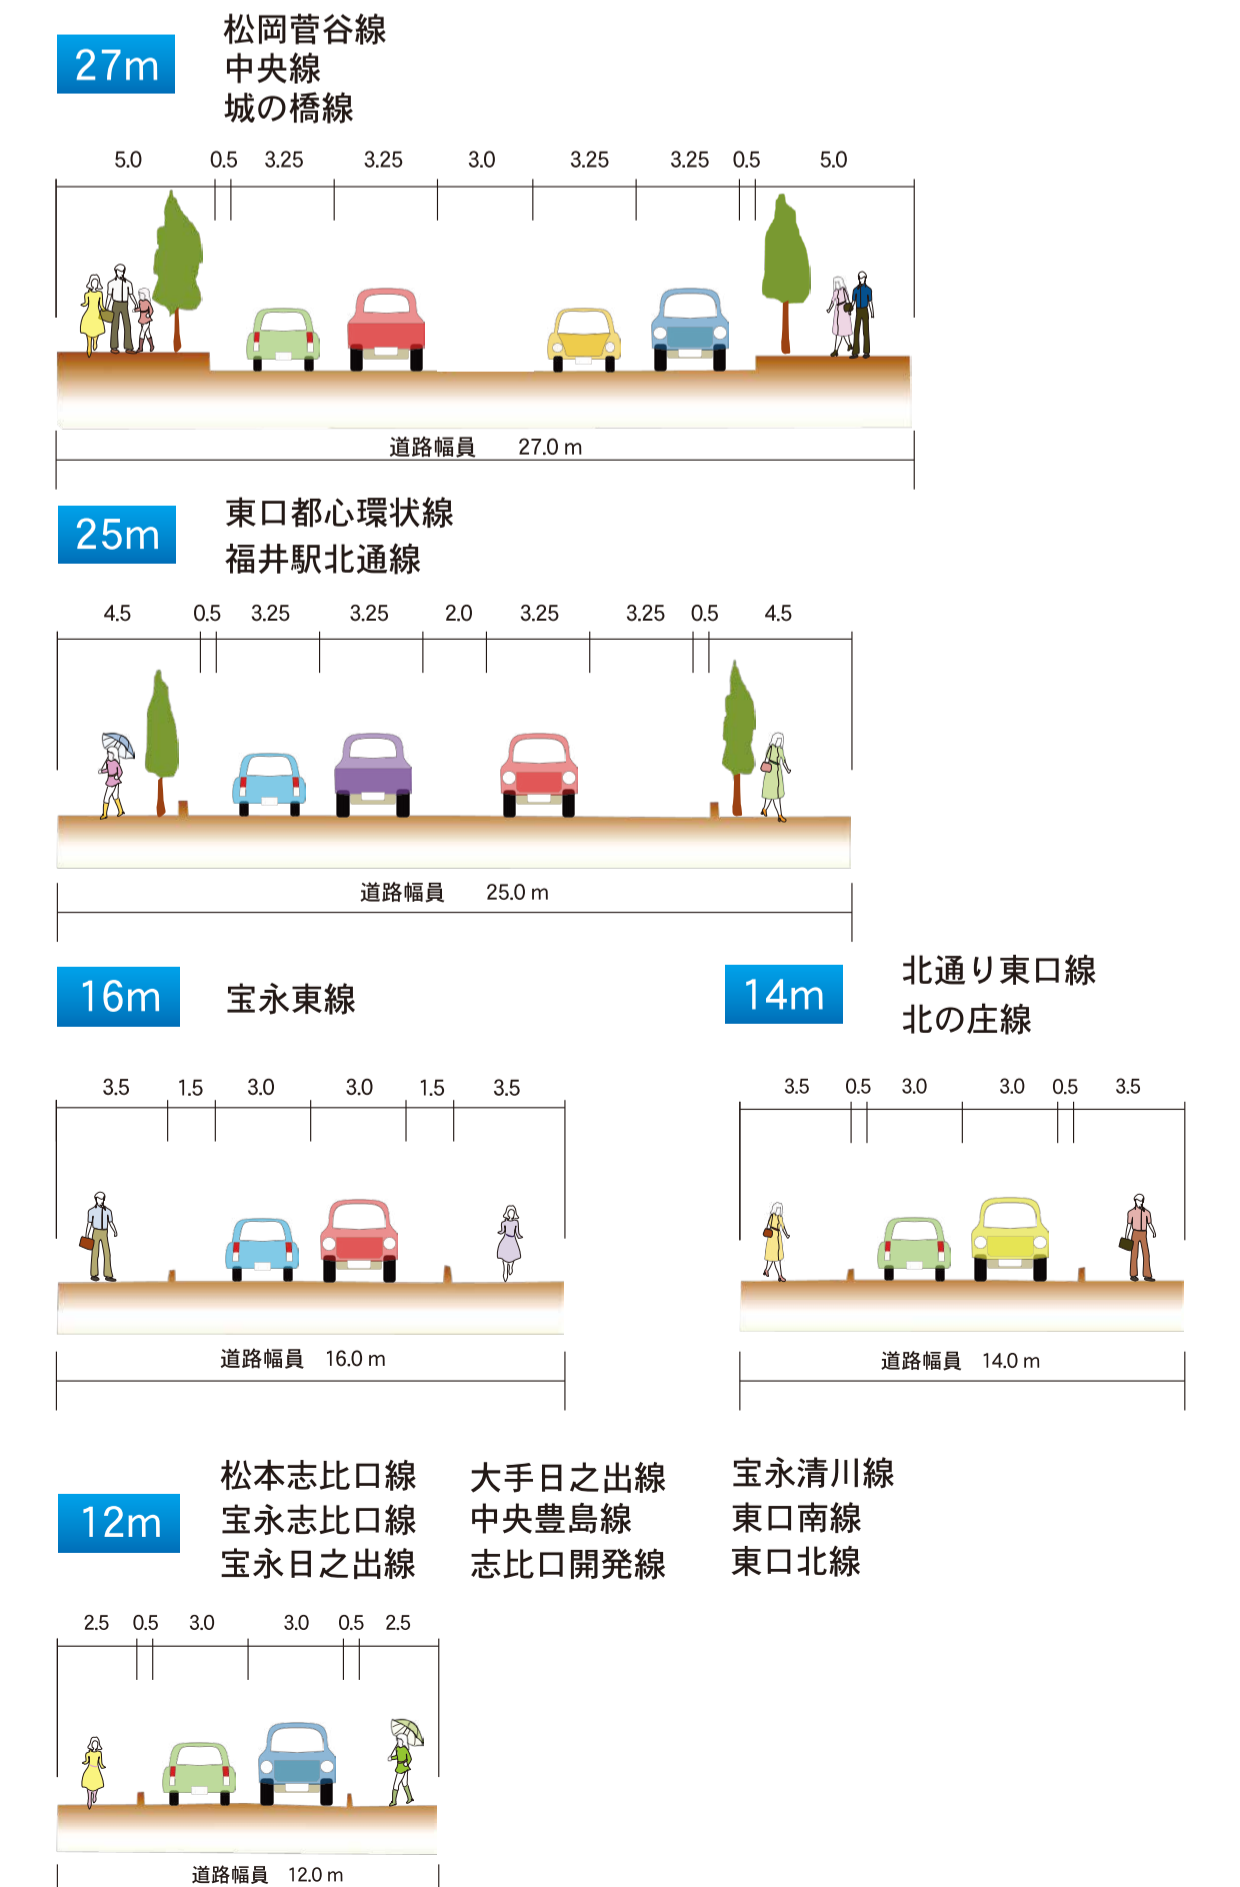 27m
松岡菅谷線
中央線
城の橋線
5.0 0.5 3.25 3.25 3.0 3.25 3.25 0.5 5.0
道路幅員 27.0 m
25m
東口都心環状線
福井駅北通線
4.5 0.5 3.25 3.25 2.0 3.25 3.25 0.5 4.5
道路幅員 25.0 m
16m
宝永東線
3.5 1.5 3.0 3.0 1.5 3.5
道路幅員 16.0 m
14m
北通り東口線
北の庄線
3.5 0.5 3.0 3.0 0.5 3.5
道路幅員 14.0 m
12m
松本志比口線
宝永志比口線
宝永日之出線
大手日之出線
中央豊島線
志比口開発線
宝永清川線
東口南線
東口北線
2.5 0.5 3.0 3.0 0.5 2.5
道路幅員 12.0 m